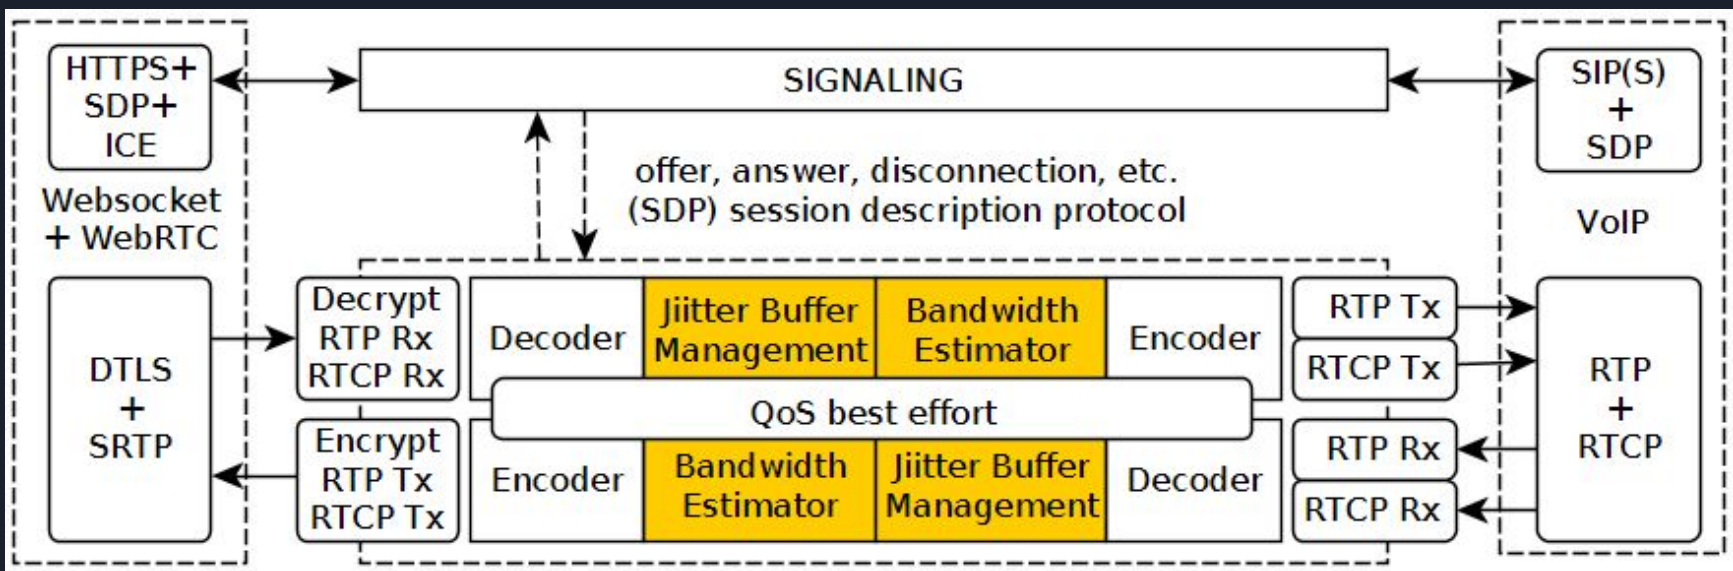 HTTPS+
SDP+
ICE
SIGNALING
SIP(S)
+
SDP
offer, answer, disconnection, etc.
(SDP) session description protocol
Websocket
+ WebRTC
VoIP
DTLS
+
SRTP
Decrypt
RTP Rx
RTCP Rx
Decoder
Jiitter Buffer
Management
Bandwidth
Estimator
Encoder
RTP Tx
RTCP Tx
QoS best effort
Encrypt
RTP Tx
RTCP Tx
Encoder
Bandwidth
Estimator
Jiitter Buffer
Management
Decoder
RTP Rx
RTCP Rx
RTP
+
RTCP